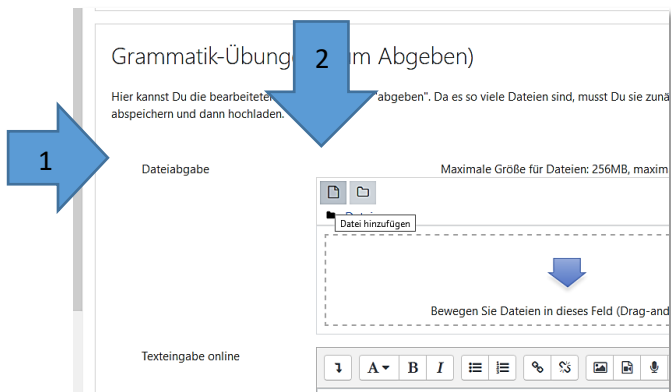 Grammatik-Übung m Abgeben)
2
Hier kannst Du die bearbeiteten "abgeben". Da es so viele Dateien sind, musst Du sie zunä
abspeichern und dann hochladen.
1
Dateiabgabe
Maximale Größe für Dateien: 256MB, maxim
Datei hinzufügen
Bewegen Sie Dateien in dieses Feld (Drag-and
Texteingabe online
A B I